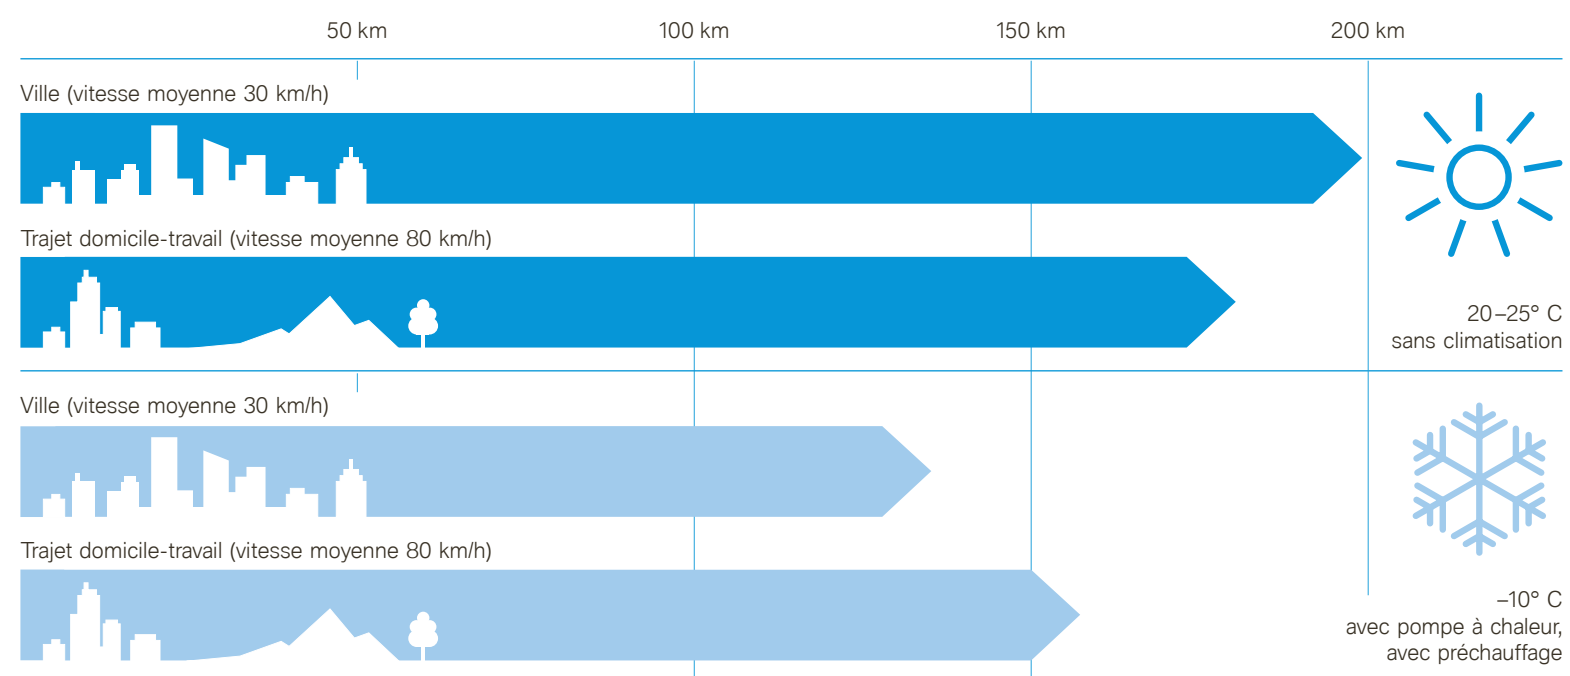 50 km 100 km 150 km 200 km
Ville (vitesse moyenne 30 km/h)
Trajet domicile-travail (vitesse moyenne 80 km/h)
20–25° C
sans climatisation
Ville (vitesse moyenne 30 km/h)
Trajet domicile-travail (vitesse moyenne 80 km/h)
–10° C
avec pompe à chaleur,
avec préchauffage